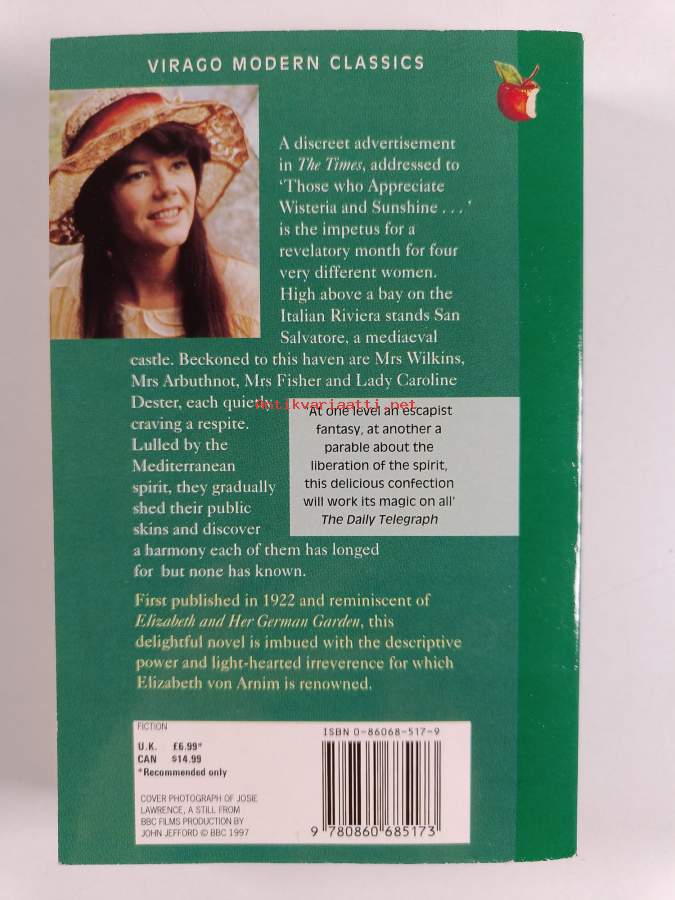 VIRAGO MODERN CLASSICS
A discreet advertisement
in The Times, addressed to
‘Those who Appreciate
Wisteria and Sunshine . . .’
is the impetus for a
revelatory month for four
very different women.
High above a bay on the
Italian Riviera stands San
Salvatore, a mediaeval
castle. Beckoned to this haven are Mrs Wilkins,
Mrs Arbuthnot, Mrs Fisher and Lady Caroline
Dester, each quietly
craving a respite.
Lulled by the
Mediterranean
spirit, they gradually
shed their public
skins and discover
a harmony each of them has longed
for but none has known.
antikvariaatti.net
At one level an escapist
fantasy, at another a
parable about the
liberation of the spirit,
this delicious confection
will work its magic on all’
The Daily Telegraph
First published in 1922 and reminiscent of
Elizabeth and Her German Garden, this
delightful novel is imbued with the descriptive
power and light-hearted irreverence for which
Elizabeth von Arnim is renowned.
FICTION
U.K. £6.99*
CAN $14.99
*Recommended only
COVER PHOTOGRAPH OF JOSIE
LAWRENCE, A STILL FROM
BBC FILMS PRODUCTION BY
JOHN JEFFORD © BBC 1997
ISBN 0-86068-517-9
9 780860 685173